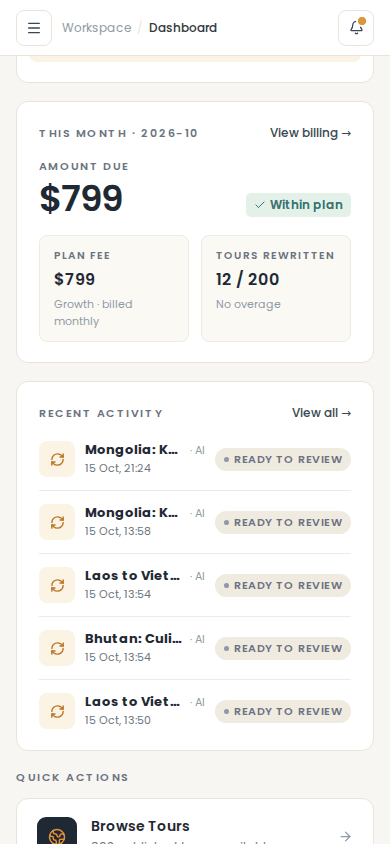 Workspace / Dashboard
THIS MONTH · 2026-10 View billing →
AMOUNT DUE
$799
Within plan
PLAN FEE
$799
Growth · billed
monthly
TOURS REWRITTEN
12 / 200
No overage
RECENT ACTIVITY View all →
Mongolia: K... · AI READY TO REVIEW
15 Oct, 21:24
Mongolia: K... · AI READY TO REVIEW
15 Oct, 13:58
Laos to Viet... · AI READY TO REVIEW
15 Oct, 13:54
Bhutan: Culi... · AI READY TO REVIEW
15 Oct, 13:54
Laos to Viet... · AI READY TO REVIEW
15 Oct, 13:50
QUICK ACTIONS
Browse Tours